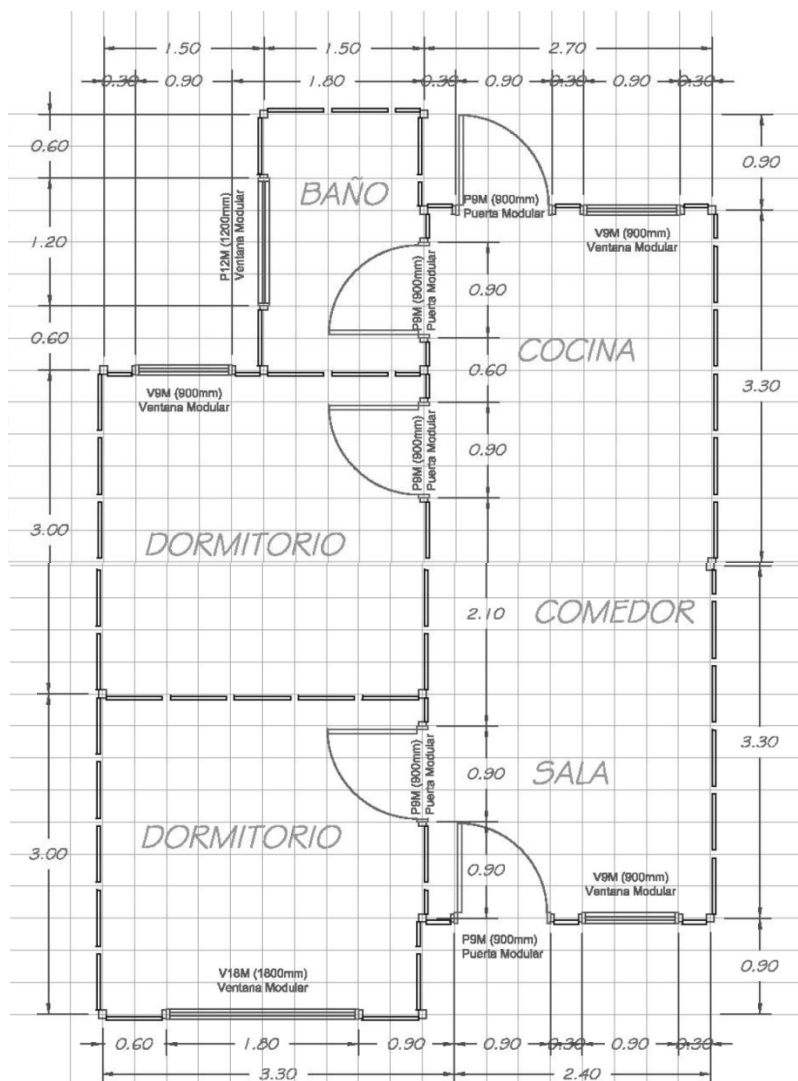 1.50 1.50 2.70
0.30 0.90 1.80 0.30 0.90 0.30 0.90 0.30
0.60
0.90
BAÑO
P9M (900mm)
Puerta Modular
V9M (900mm)
Ventana Modular
P12M (1200mm)
Ventana Modular
1.20
P9M (900mm)
Puerta Modular
0.90
0.60
0.60
COCINA
3.30
V9M (900mm)
Ventana Modular
P9M (900mm)
Puerta Modular
0.90
3.00
DORMITORIO
2.10
COMEDOR
P9M (900mm)
Puerta Modular
0.90
SALA
3.30
DORMITORIO
3.00
0.90
V9M (900mm)
Ventana Modular
P9M (900mm)
Puerta Modular
0.90
V18M (1800mm)
Ventana Modular
0.60 1.80 0.90 0.90 0.30 0.90 0.30
3.30 2.40